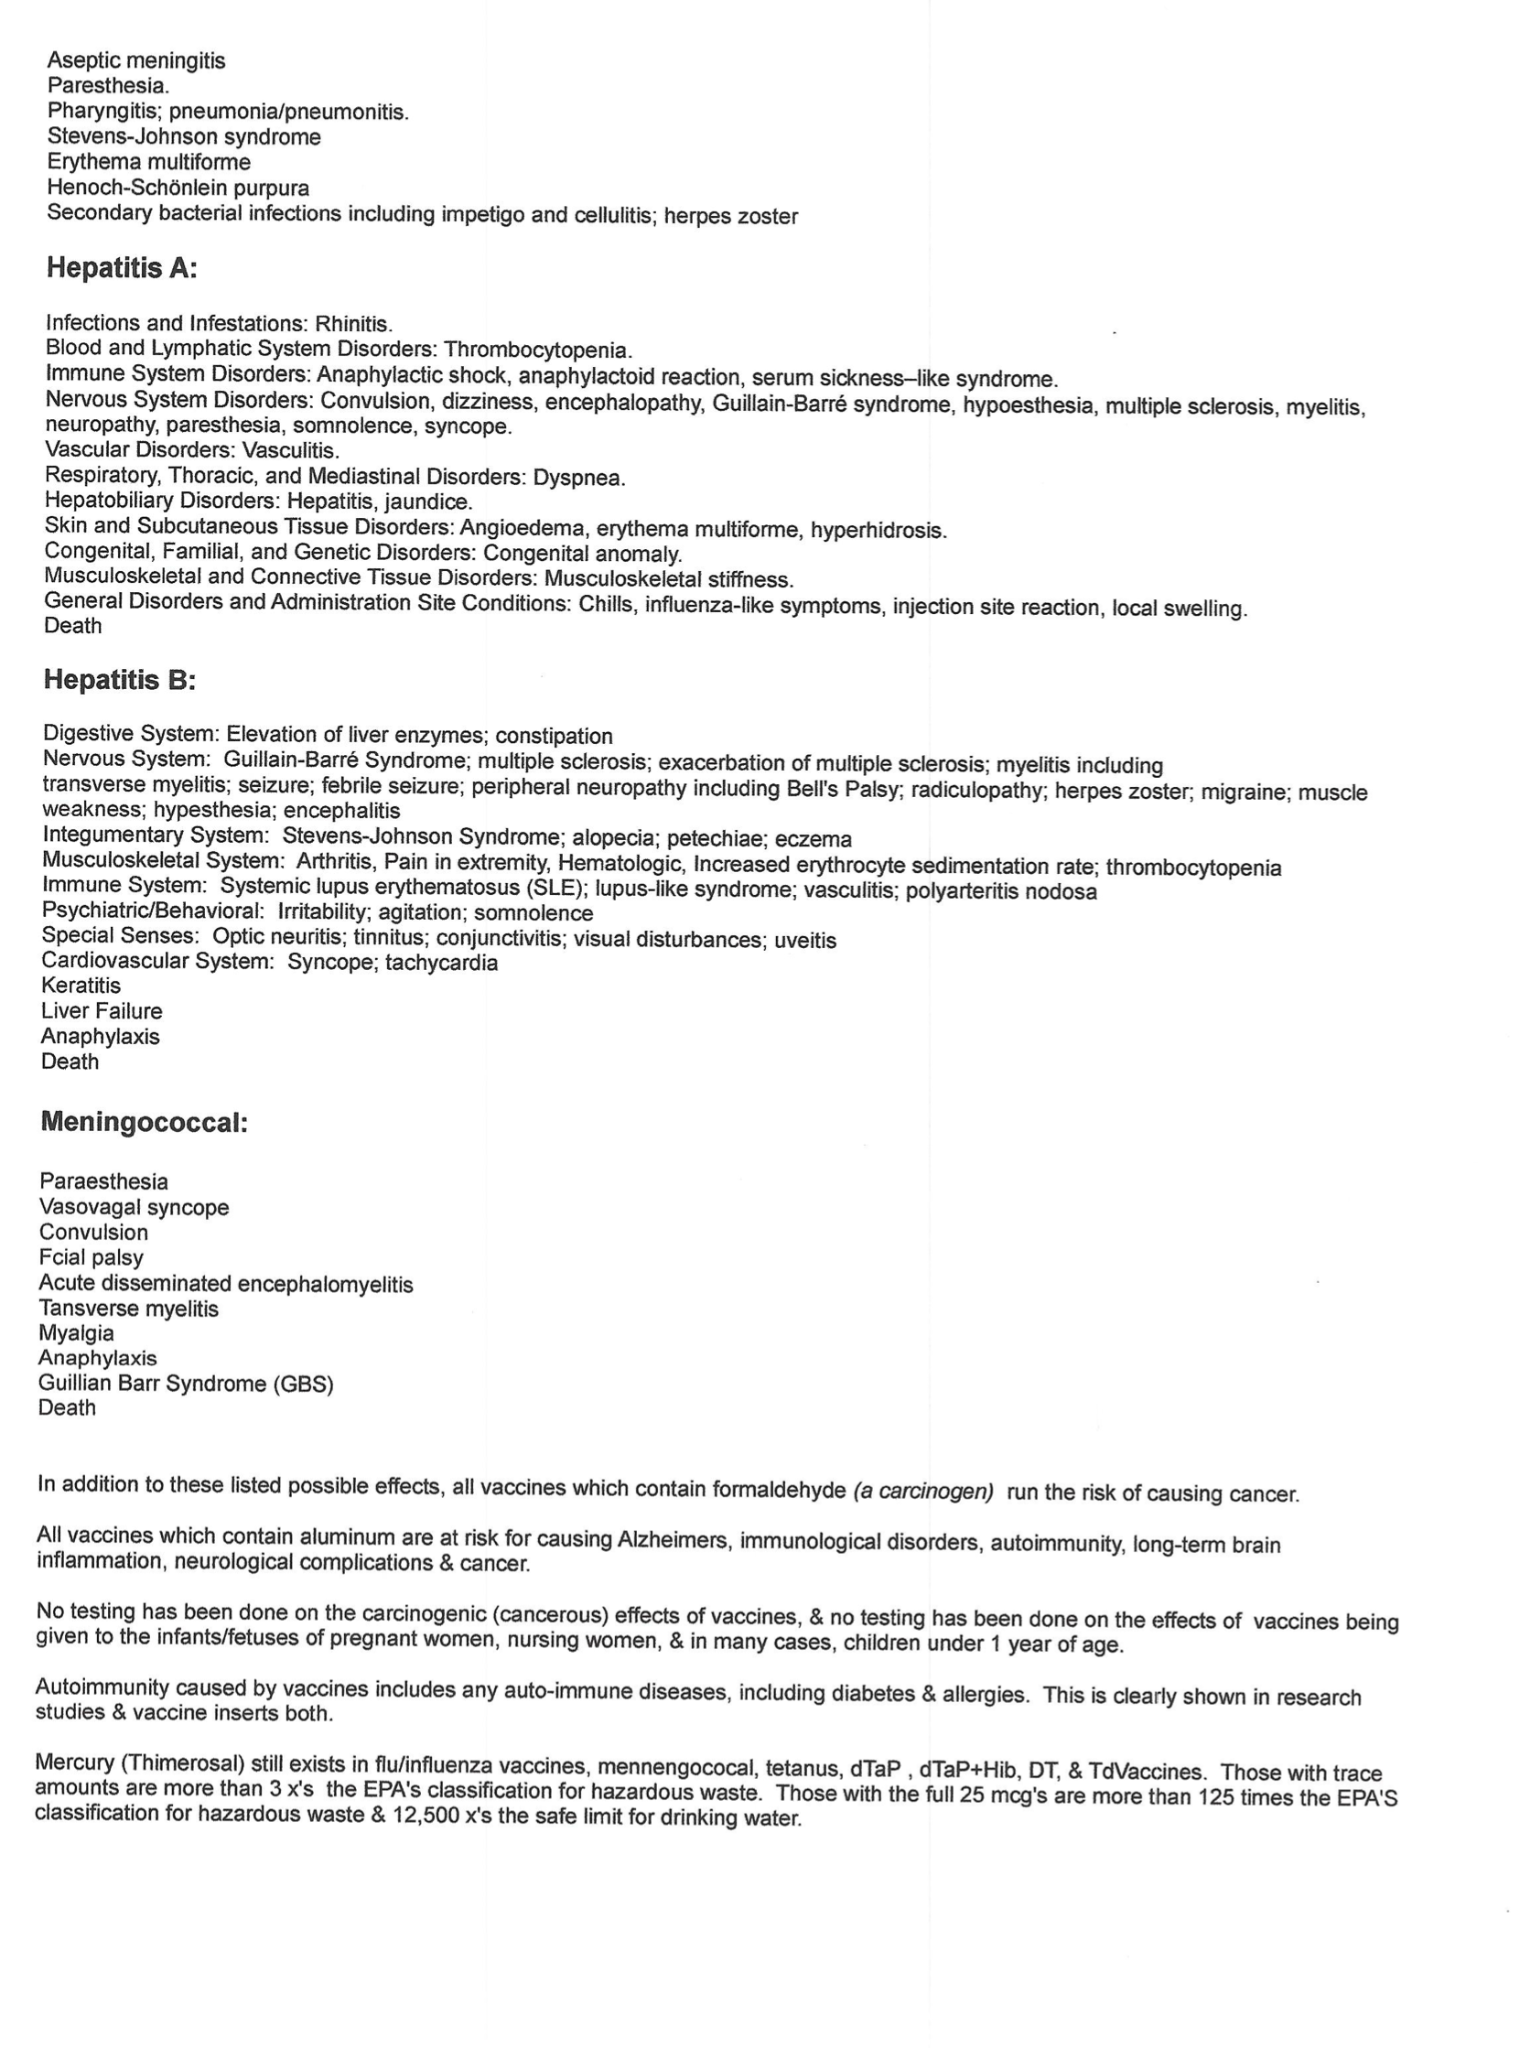 Aseptic meningitis
Paresthesia.
Pharyngitis; pneumonia/pneumonitis.
Stevens-Johnson syndrome
Erythema multiforme
Henoch-Schönlein purpura
Secondary bacterial infections including impetigo and cellulitis; herpes zoster
Hepatitis A:
Infections and Infestations: Rhinitis.
Blood and Lymphatic System Disorders: Thrombocytopenia.
Immune System Disorders: Anaphylactic shock, anaphylactoid reaction, serum sickness–like syndrome.
Nervous System Disorders: Convulsion, dizziness, encephalopathy, Guillain-Barré syndrome, hypoesthesia, multiple sclerosis, myelitis,
neuropathy, paresthesia, somnolence, syncope.
Vascular Disorders: Vasculitis.
Respiratory, Thoracic, and Mediastinal Disorders: Dyspnea.
Hepatobiliary Disorders: Hepatitis, jaundice.
Skin and Subcutaneous Tissue Disorders: Angioedema, erythema multiforme, hyperhidrosis.
Congenital, Familial, and Genetic Disorders: Congenital anomaly.
Musculoskeletal and Connective Tissue Disorders: Musculoskeletal stiffness.
General Disorders and Administration Site Conditions: Chills, influenza-like symptoms, injection site reaction, local swelling.
Death
Hepatitis B:
Digestive System: Elevation of liver enzymes; constipation
Nervous System: Guillain-Barré Syndrome; multiple sclerosis; exacerbation of multiple sclerosis; myelitis including
transverse myelitis; seizure; febrile seizure; peripheral neuropathy including Bell's Palsy; radiculopathy; herpes zoster; migraine; muscle
weakness; hypesthesia; encephalitis
Integumentary System: Stevens-Johnson Syndrome; alopecia; petechiae; eczema
Musculoskeletal System: Arthritis, Pain in extremity, Hematologic, Increased erythrocyte sedimentation rate; thrombocytopenia
Immune System: Systemic lupus erythematosus (SLE); lupus-like syndrome; vasculitis; polyarteritis nodosa
Psychiatric/Behavioral: Irritability; agitation; somnolence
Special Senses: Optic neuritis; tinnitus; conjunctivitis; visual disturbances; uveitis
Cardiovascular System: Syncope; tachycardia
Keratitis
Liver Failure
Anaphylaxis
Death
Meningococcal:
Paraesthesia
Vasovagal syncope
Convulsion
Fcial palsy
Acute disseminated encephalomyelitis
Tansverse myelitis
Myalgia
Anaphylaxis
Guillian Barr Syndrome (GBS)
Death
In addition to these listed possible effects, all vaccines which contain formaldehyde (a carcinogen) run the risk of causing cancer.
All vaccines which contain aluminum are at risk for causing Alzheimers, immunological disorders, autoimmunity, long-term brain
inflammation, neurological complications & cancer.
No testing has been done on the carcinogenic (cancerous) effects of vaccines, & no testing has been done on the effects of vaccines being
given to the infants/fetuses of pregnant women, nursing women, & in many cases, children under 1 year of age.
Autoimmunity caused by vaccines includes any auto-immune diseases, including diabetes & allergies. This is clearly shown in research
studies & vaccine inserts both.
Mercury (Thimerosal) still exists in flu/influenza vaccines, mennengococal, tetanus, dTaP , dTaP+Hib, DT, & TdVaccines. Those with trace
amounts are more than 3 x's the EPA's classification for hazardous waste. Those with the full 25 mcg's are more than 125 times the EPA'S
classification for hazardous waste & 12,500 x's the safe limit for drinking water.